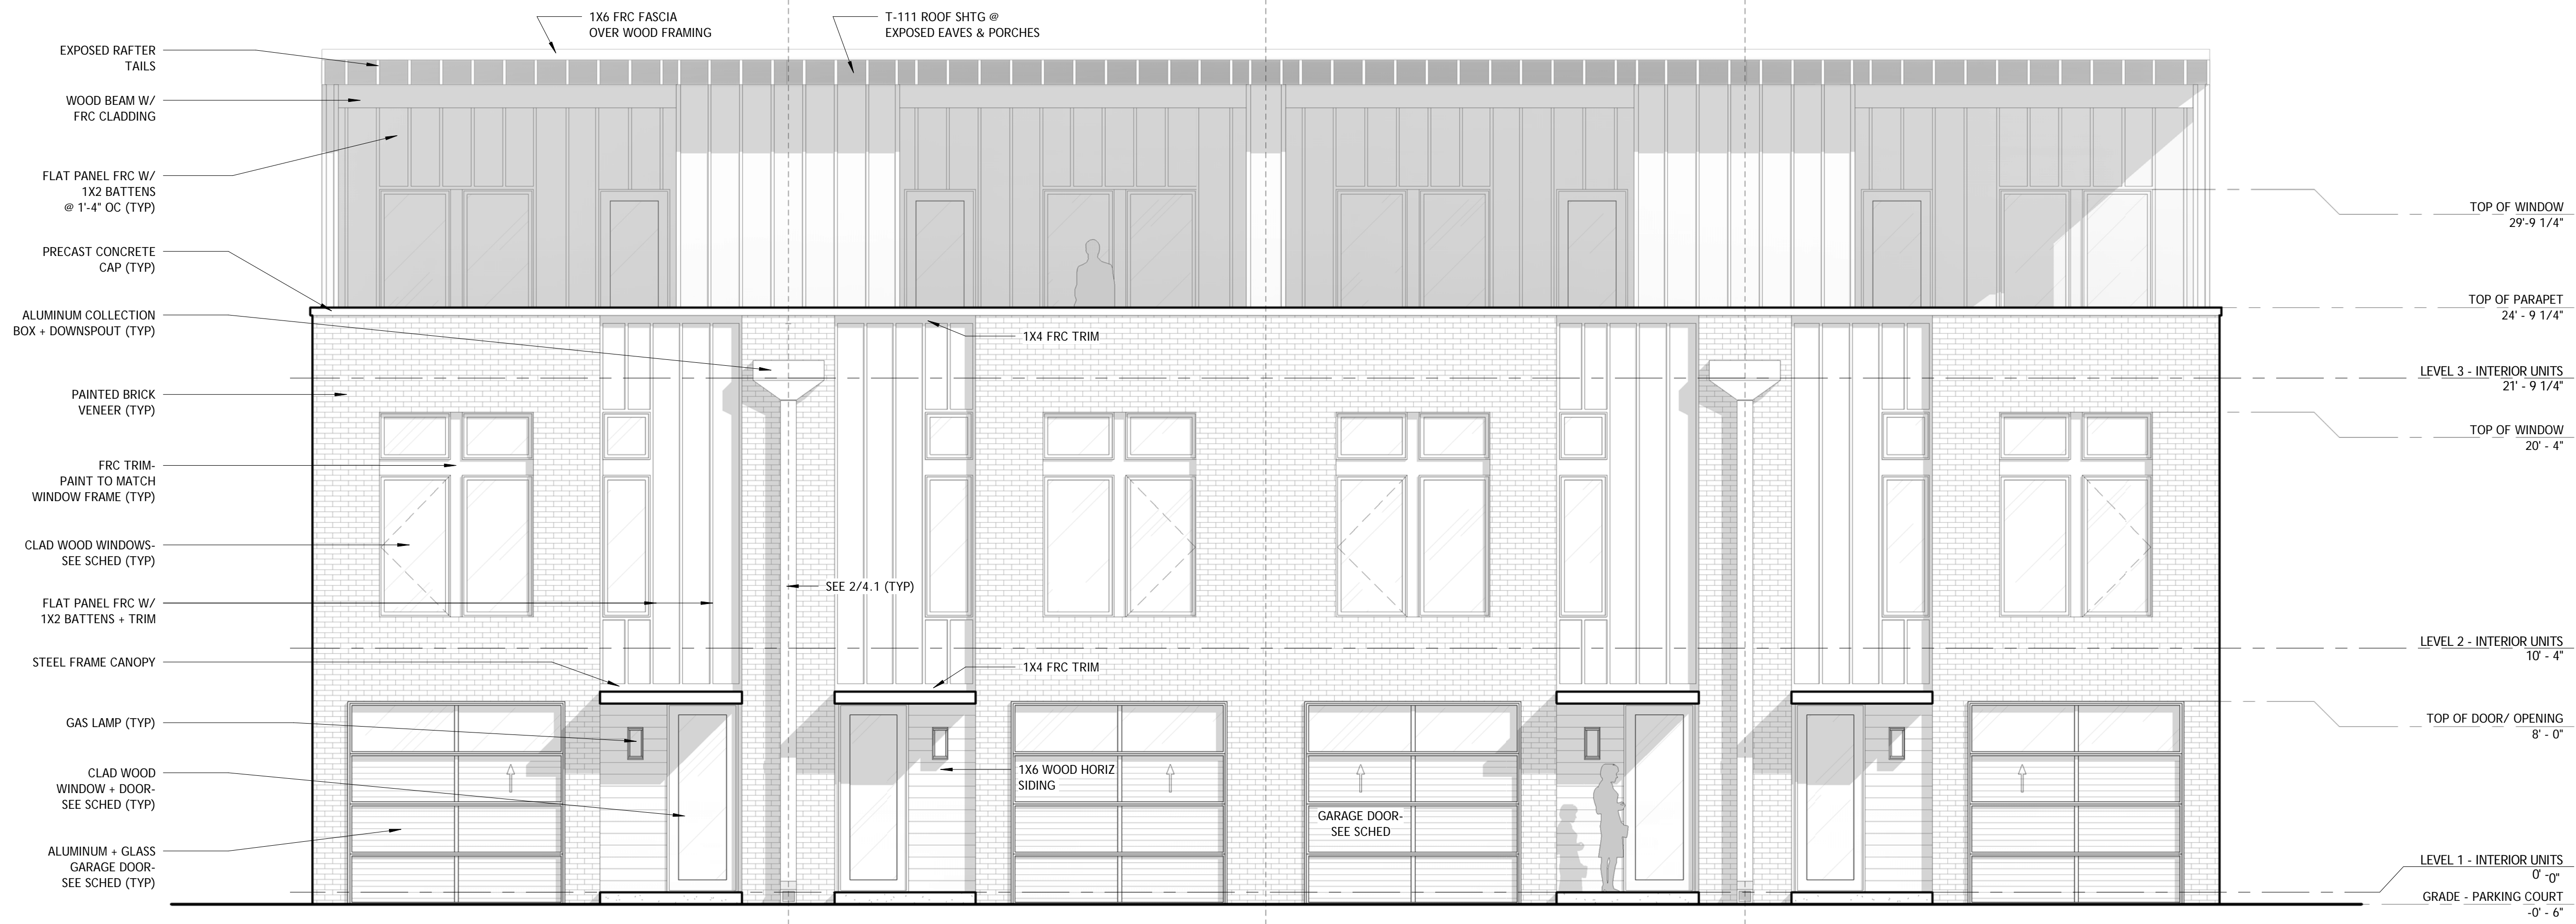 1X6 FRC FASCIA
OVER WOOD FRAMING
T-111 ROOF SHTG @
EXPOSED EAVES & PORCHES
EXPOSED RAFTER
TAILS
WOOD BEAM W/
FRC CLADDING
FLAT PANEL FRC W/
1X2 BATTENS
@ 1'-4" OC (TYP)
PRECAST CONCRETE
CAP (TYP)
ALUMINUM COLLECTION
BOX + DOWNSPOUT (TYP)
PAINTED BRICK
VENEER (TYP)
FRC TRIM-
PAINT TO MATCH
WINDOW FRAME (TYP)
CLAD WOOD WINDOWS-
SEE SCHED (TYP)
FLAT PANEL FRC W/
1X2 BATTENS + TRIM
STEEL FRAME CANOPY
GAS LAMP (TYP)
CLAD WOOD
WINDOW + DOOR-
SEE SCHED (TYP)
ALUMINUM + GLASS
GARAGE DOOR-
SEE SCHED (TYP)
1X4 FRC TRIM
SEE 2/4.1 (TYP)
1X4 FRC TRIM
1X6 WOOD HORIZ
SIDING
GARAGE DOOR-
SEE SCHED
TOP OF WINDOW
29'-9 1/4"
TOP OF PARAPET
24' - 9 1/4"
LEVEL 3 - INTERIOR UNITS
21' - 9 1/4"
TOP OF WINDOW
20' - 4"
LEVEL 2 - INTERIOR UNITS
10' - 4"
TOP OF DOOR/ OPENING
8' - 0"
LEVEL 1 - INTERIOR UNITS
0' -0"
GRADE - PARKING COURT
-0' - 6"